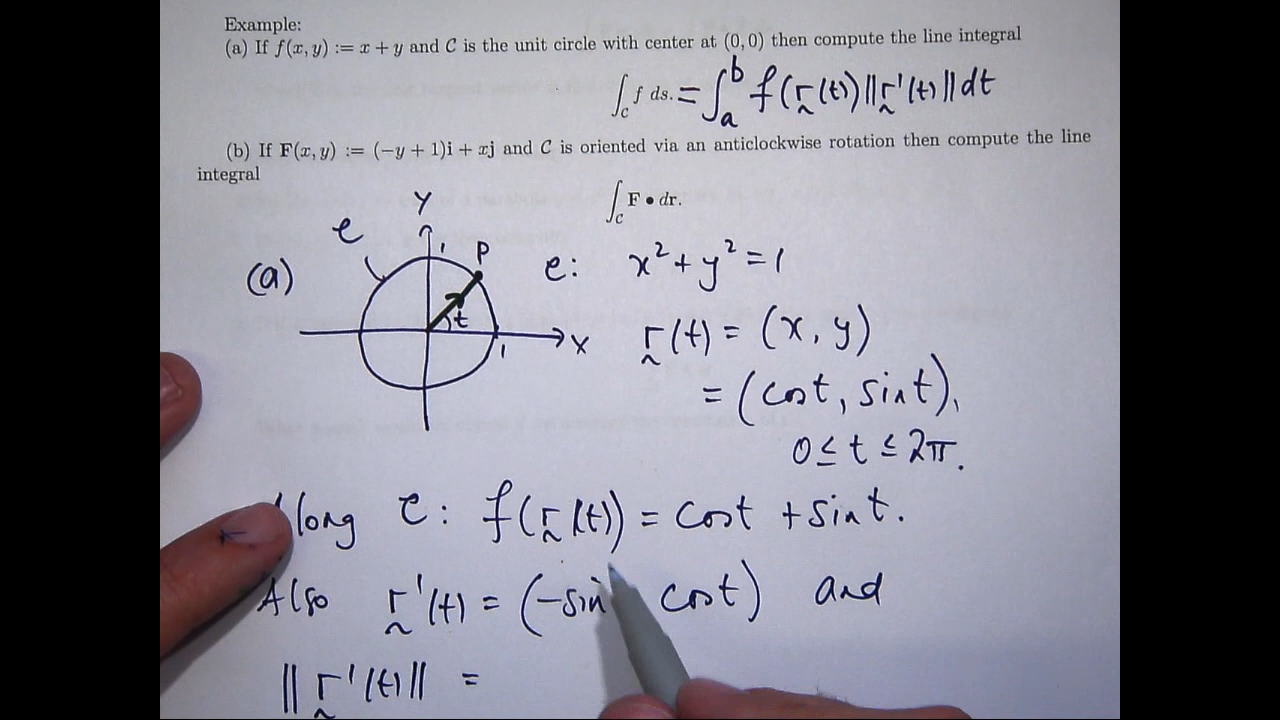 Example:
(a) If f(x, y) := x + y and C is the unit circle with center at (0, 0) then compute the line integral
∫_C f ds. = ∫_a^b f(r(t)) ||r'(t)|| dt
(b) If F(x, y) := (−y + 1)i + xj and C is oriented via an anticlockwise rotation then compute the line
integral
∫_C F • dr.
(a)
C
y
1
P
t
1
x
C: x² + y² = 1
r(t) = (x, y)
= (cos t, sin t),
0 ≤ t ≤ 2π.
Along C: f(r(t)) = cos t + sin t.
Also r'(t) = (−sin cos t) and
||r'(t)|| =